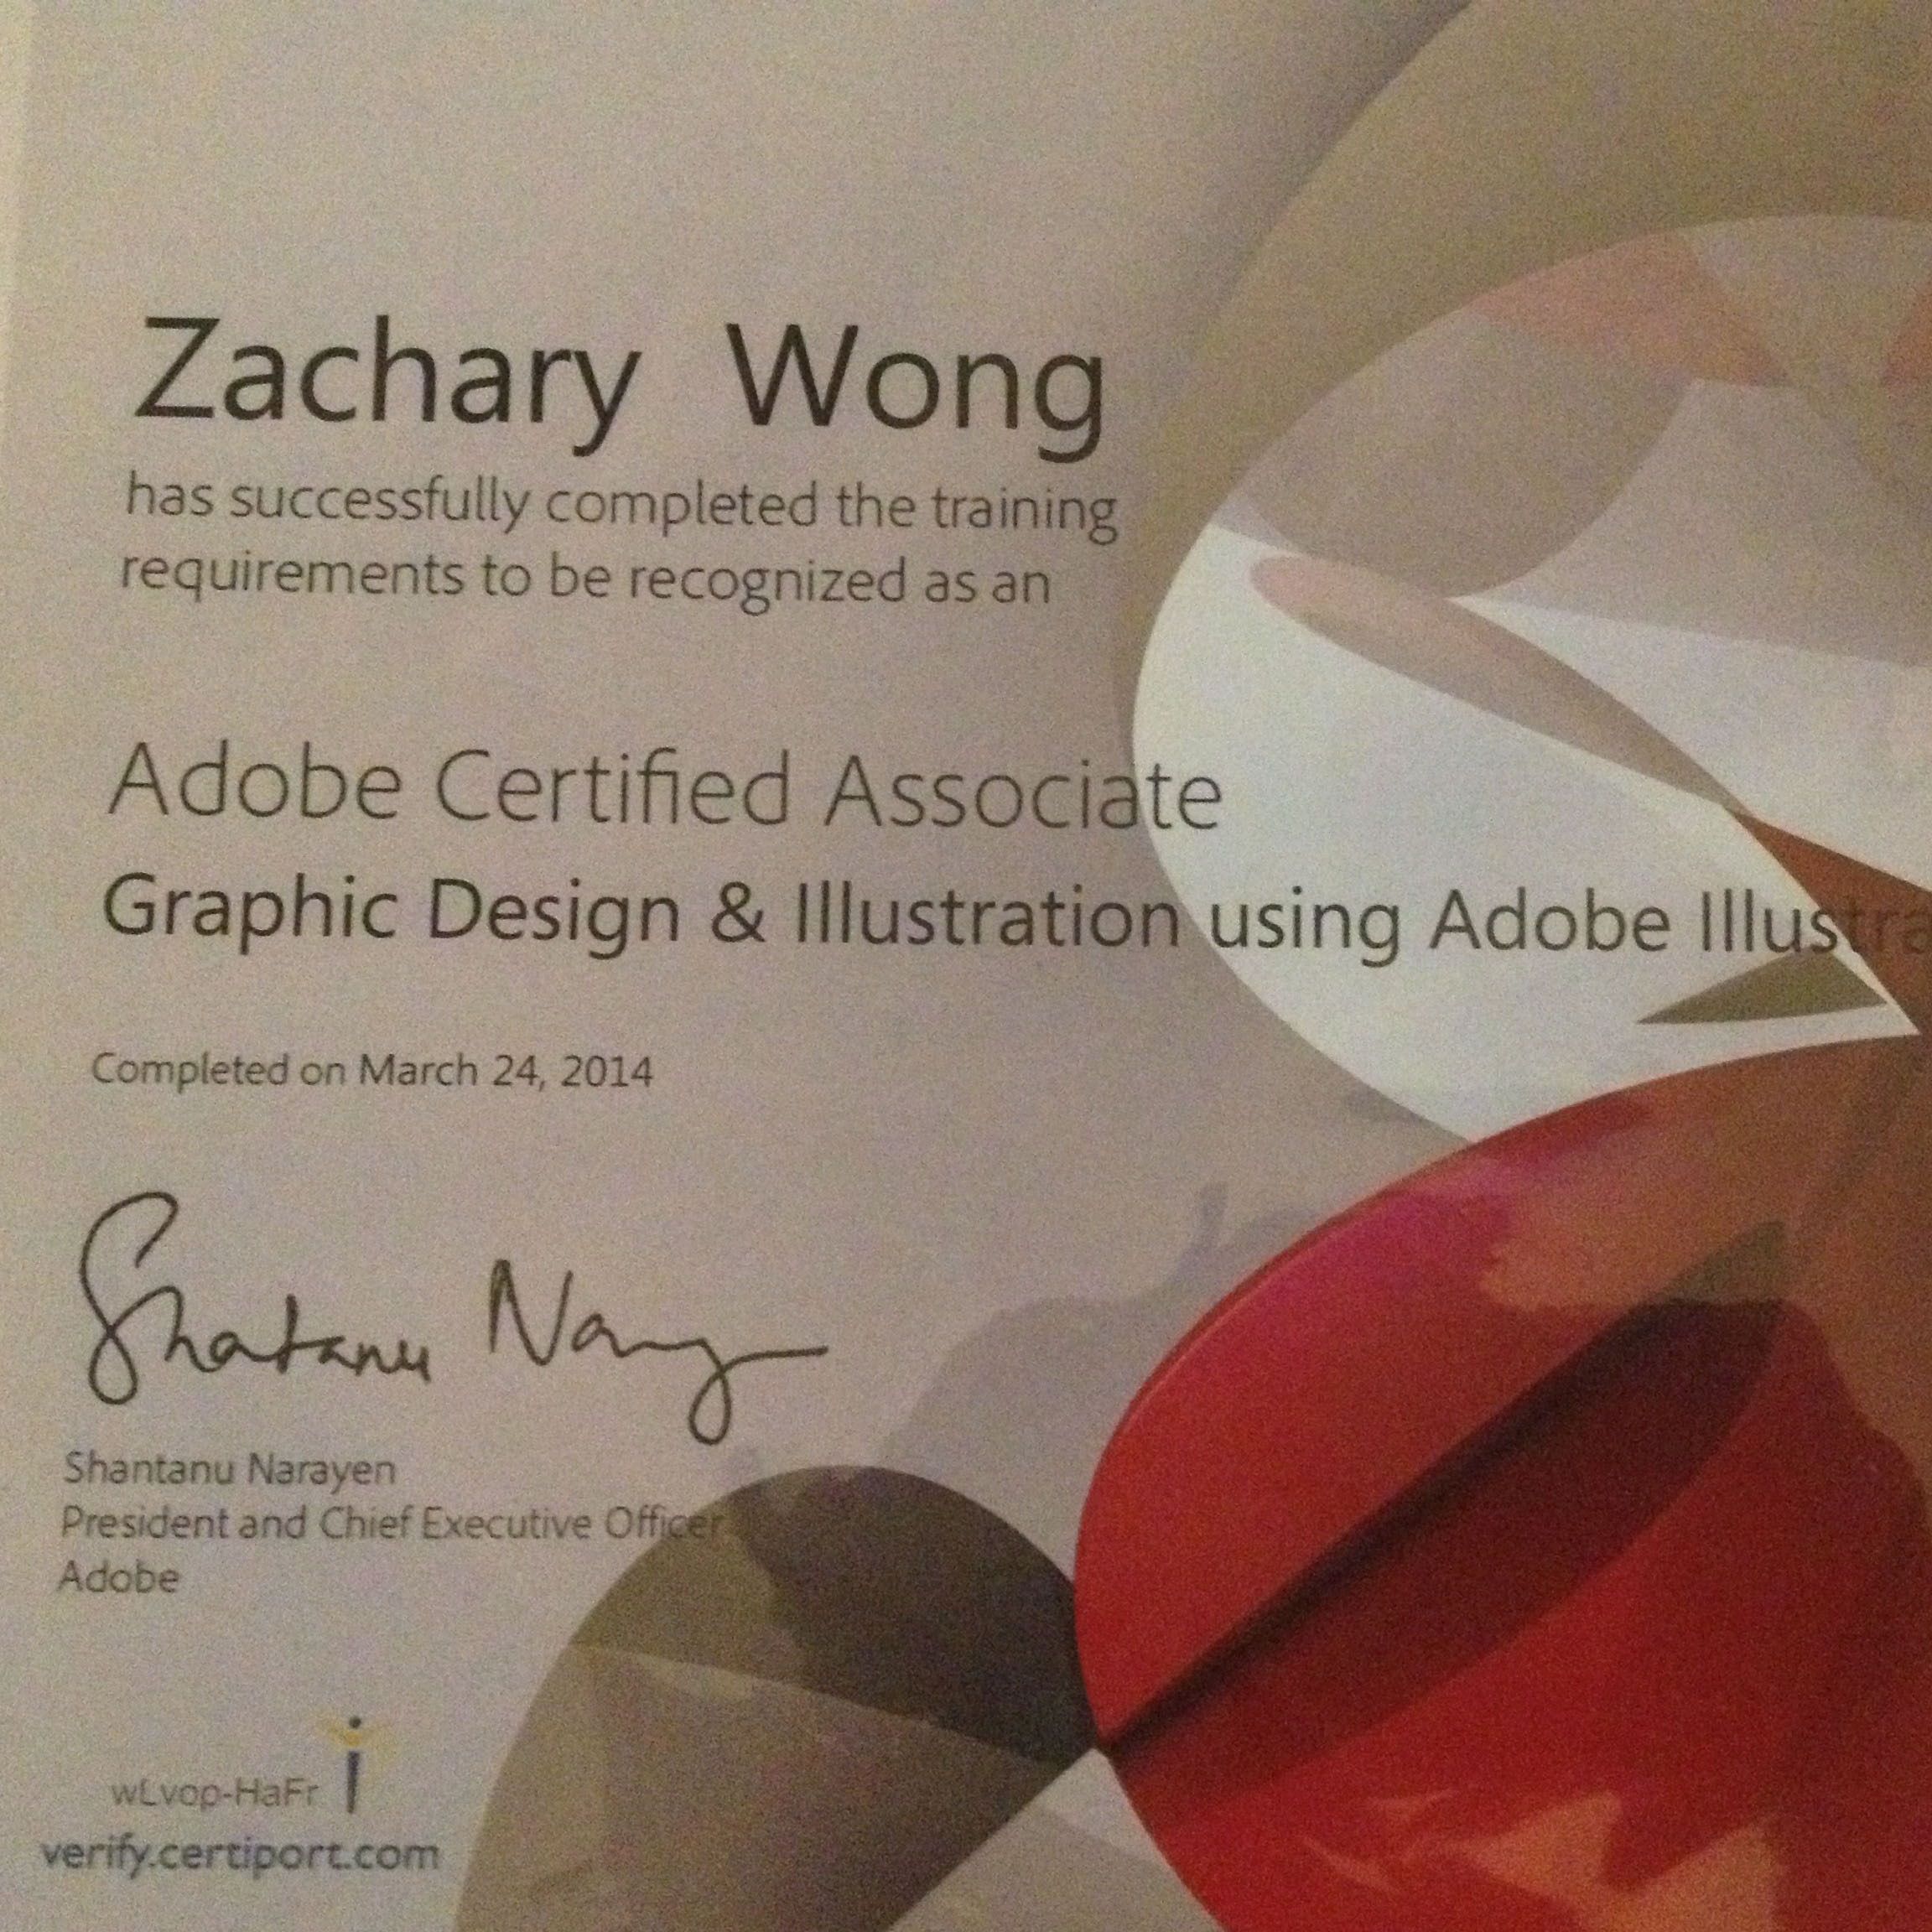 Zachary Wong
has successfully completed the training
requirements to be recognized as an
Adobe Certified Associate
Graphic Design & Illustration using Adobe Illustra
Completed on March 24, 2014
Shantanu Narayen
Shantanu Narayen
President and Chief Executive Officer
Adobe
wLvop-HaFr
verify.certiport.com